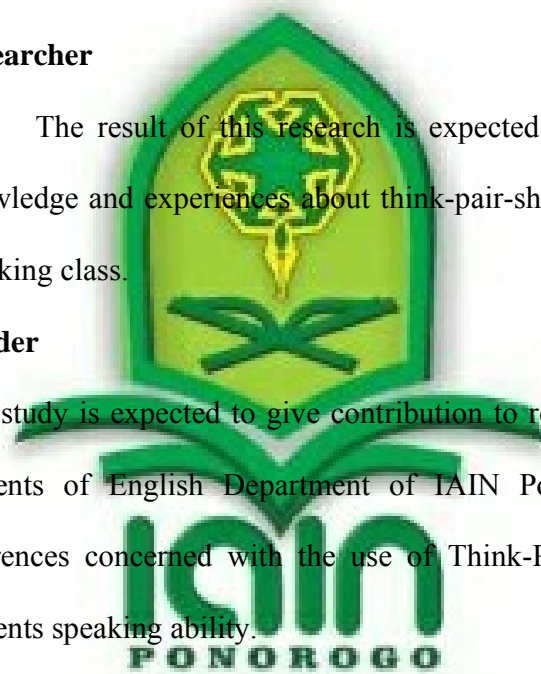 earcher
The result of this research is expected
wledge and experiences about think-pair-sh
king class.
der
study is expected to give contribution to r
ents of English Department of IAIN Po
rences concerned with the use of Think-P
ents speaking ability.
iain
PONOROGO